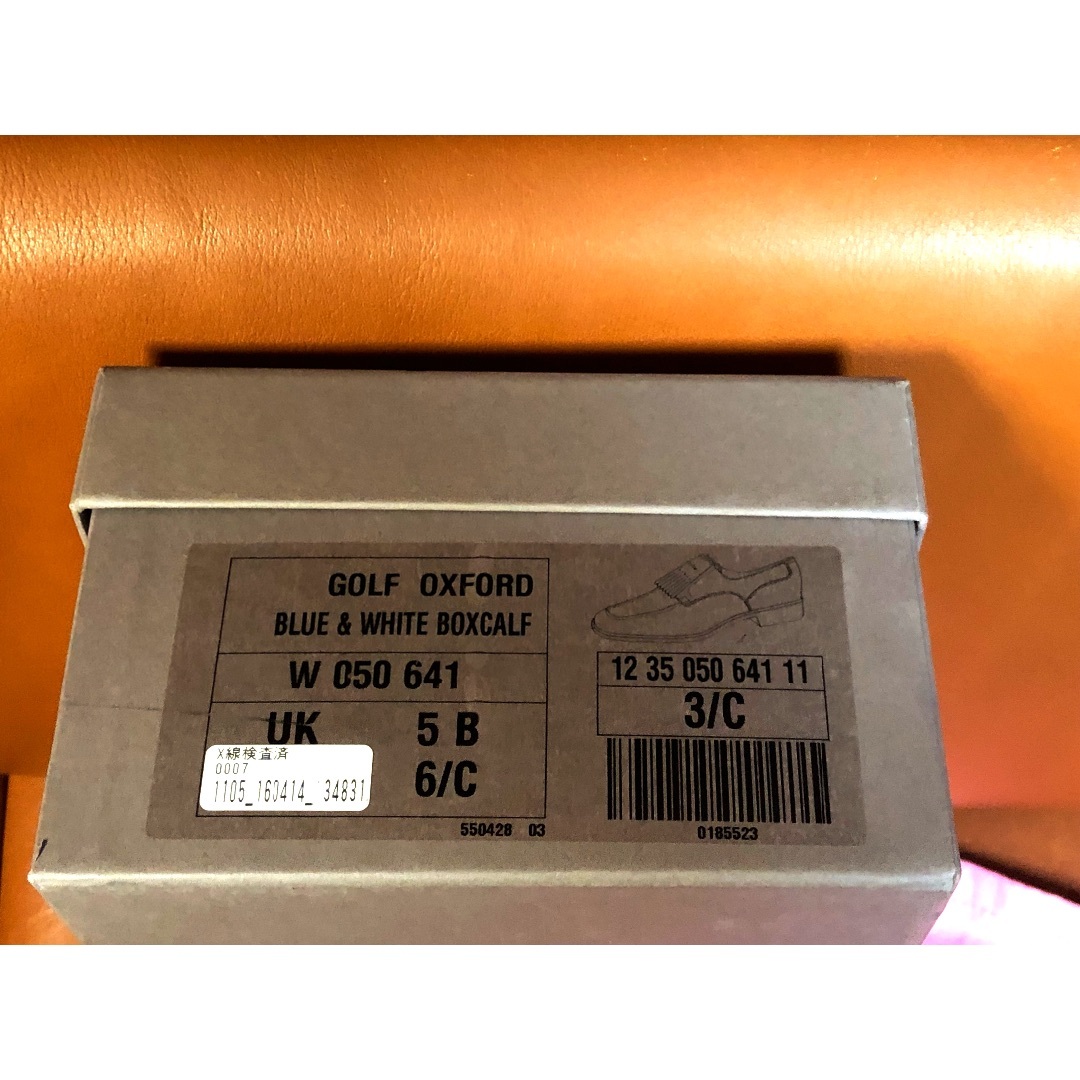 GOLF OXFORD
BLUE & WHITE BOXCALF
W 050 641
UK 5 B
6/C
X線検査済
0007
1105_160414_134831
550428 03
12 35 050 641 11
3/C
0185523